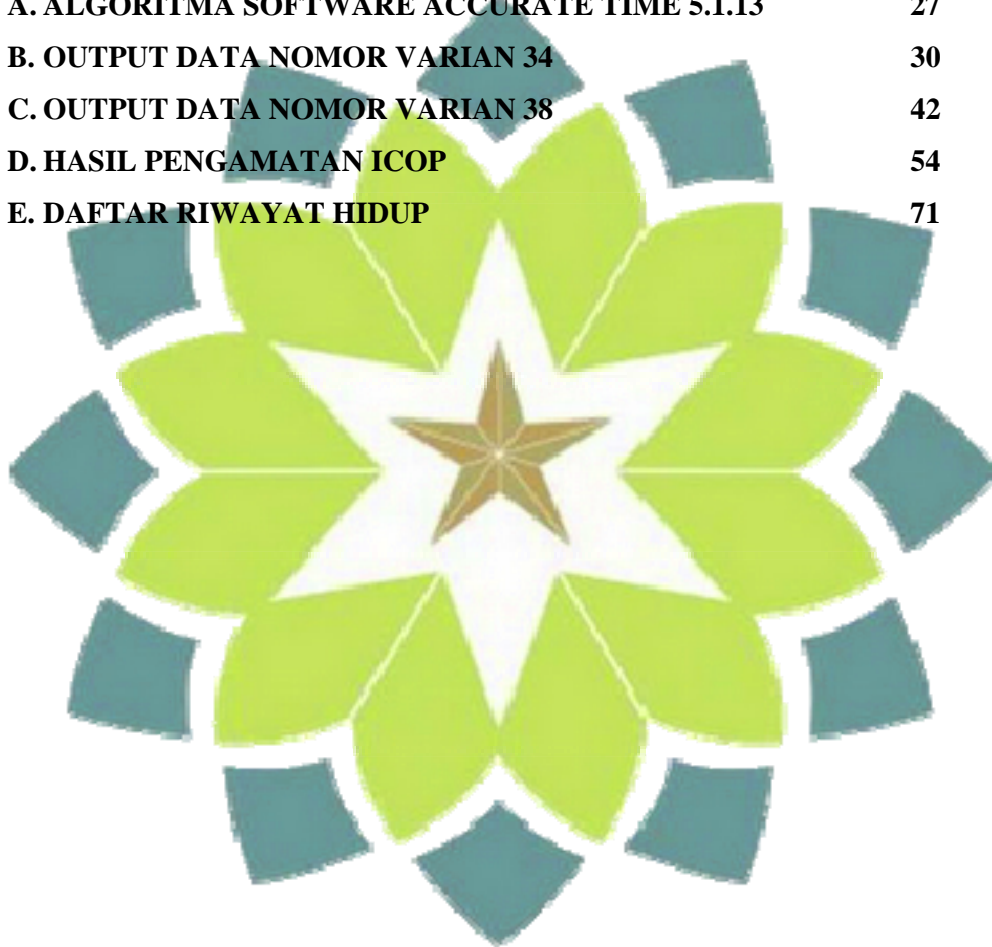 A. ALGORITMA SOFTWARE ACCURATE TIME 5.1.13 27
B. OUTPUT DATA NOMOR VARIAN 34 30
C. OUTPUT DATA NOMOR VARIAN 38 42
D. HASIL PENGAMATAN ICOP 54
E. DAFTAR RIWAYAT HIDUP 71